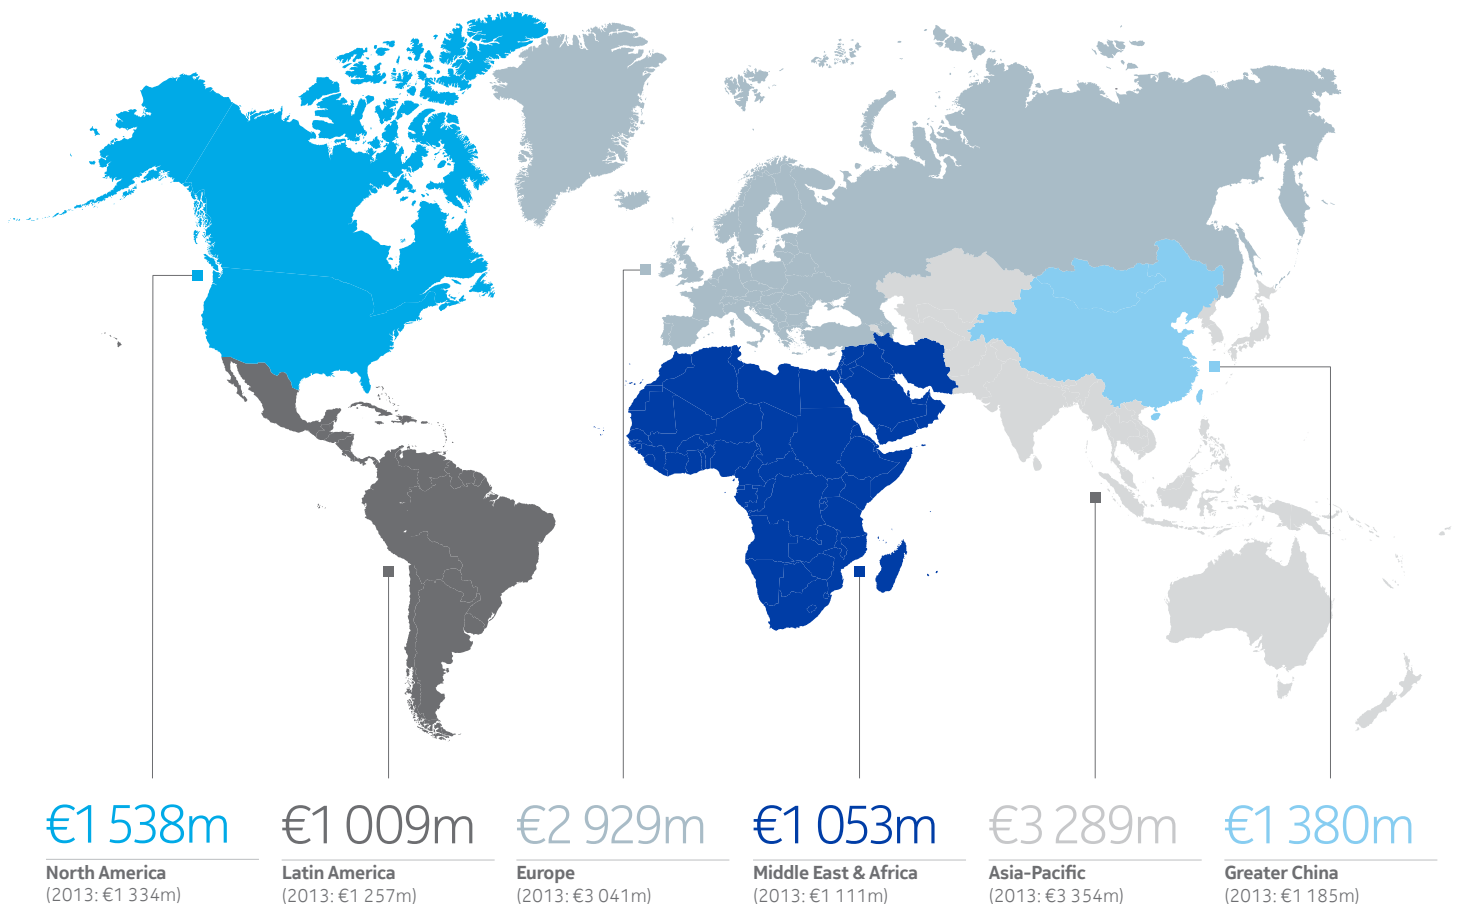 €1 538m
North America
(2013: €1 334m)
€1 009m
Latin America
(2013: €1 257m)
€2 929m
Europe
(2013: €3 041m)
€1 053m
Middle East & Africa
(2013: €1 111m)
€3 289m
Asia-Pacific
(2013: €3 354m)
€1 380m
Greater China
(2013: €1 185m)